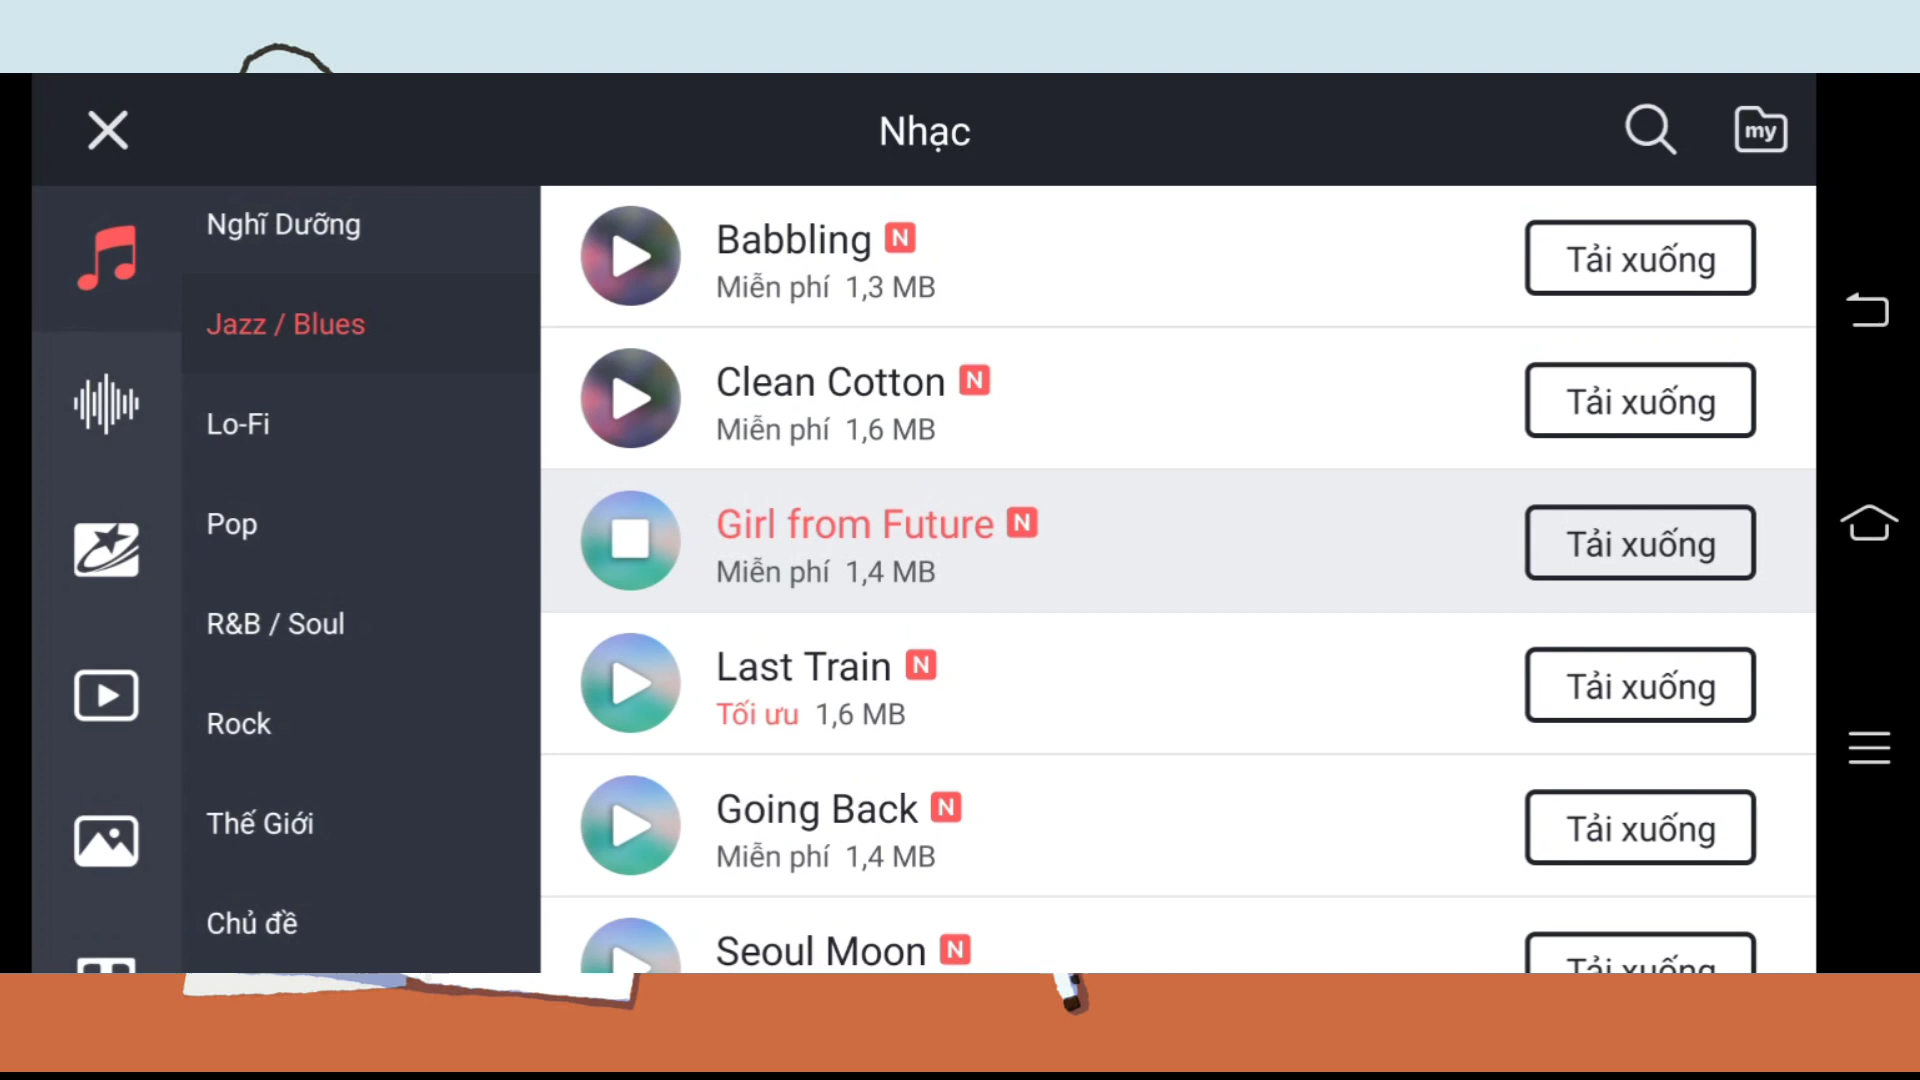 Nhạc
my
Nghĩ Dưỡng
Jazz / Blues
Lo-Fi
Pop
R&B / Soul
Rock
Thế Giới
Chủ đề
Babbling N
Miễn phí 1,3 MB
Tải xuống
Clean Cotton N
Miễn phí 1,6 MB
Tải xuống
Girl from Future N
Miễn phí 1,4 MB
Tải xuống
Last Train N
Tối ưu 1,6 MB
Tải xuống
Going Back N
Miễn phí 1,4 MB
Tải xuống
Seoul Moon N
Tải xuống